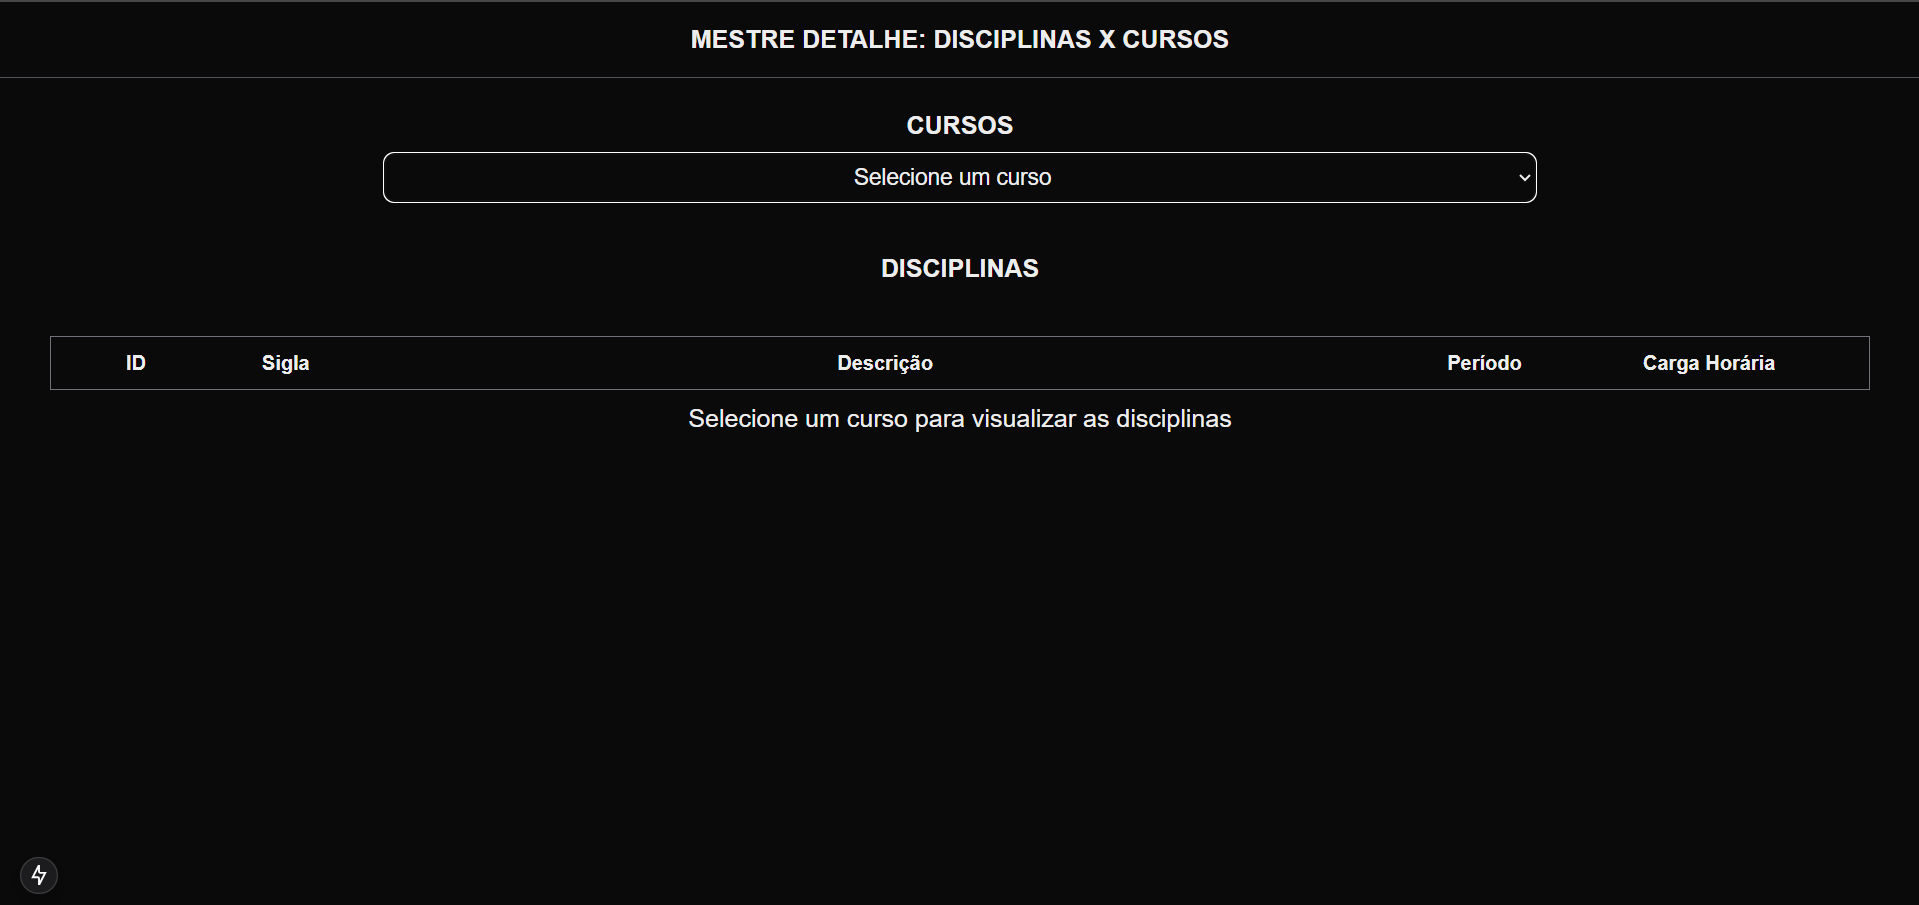 MESTRE DETALHE: DISCIPLINAS X CURSOS
CURSOS
Selecione um curso
DISCIPLINAS
ID Sigla Descrição Período Carga Horária
Selecione um curso para visualizar as disciplinas